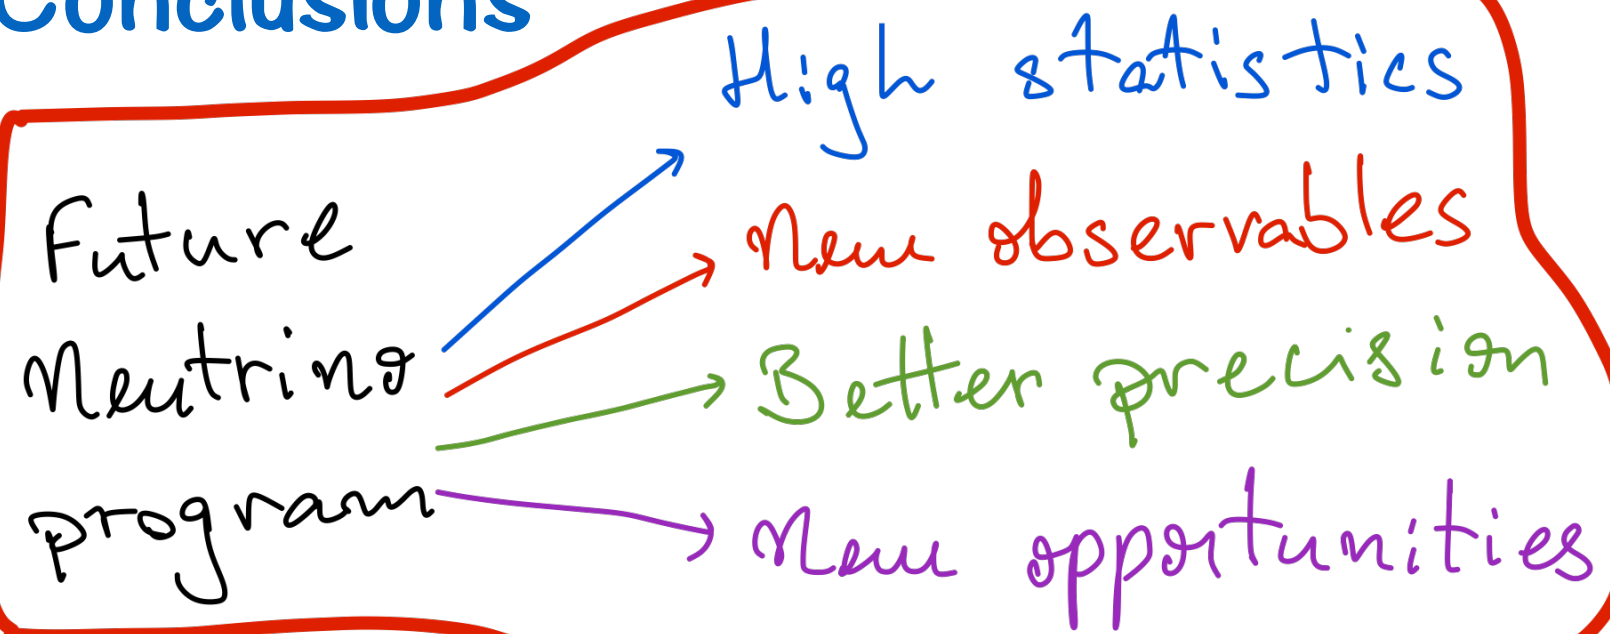 Conclusions
High statistics
New observables
Future
Neutrino
program
Better precision
New opportunities